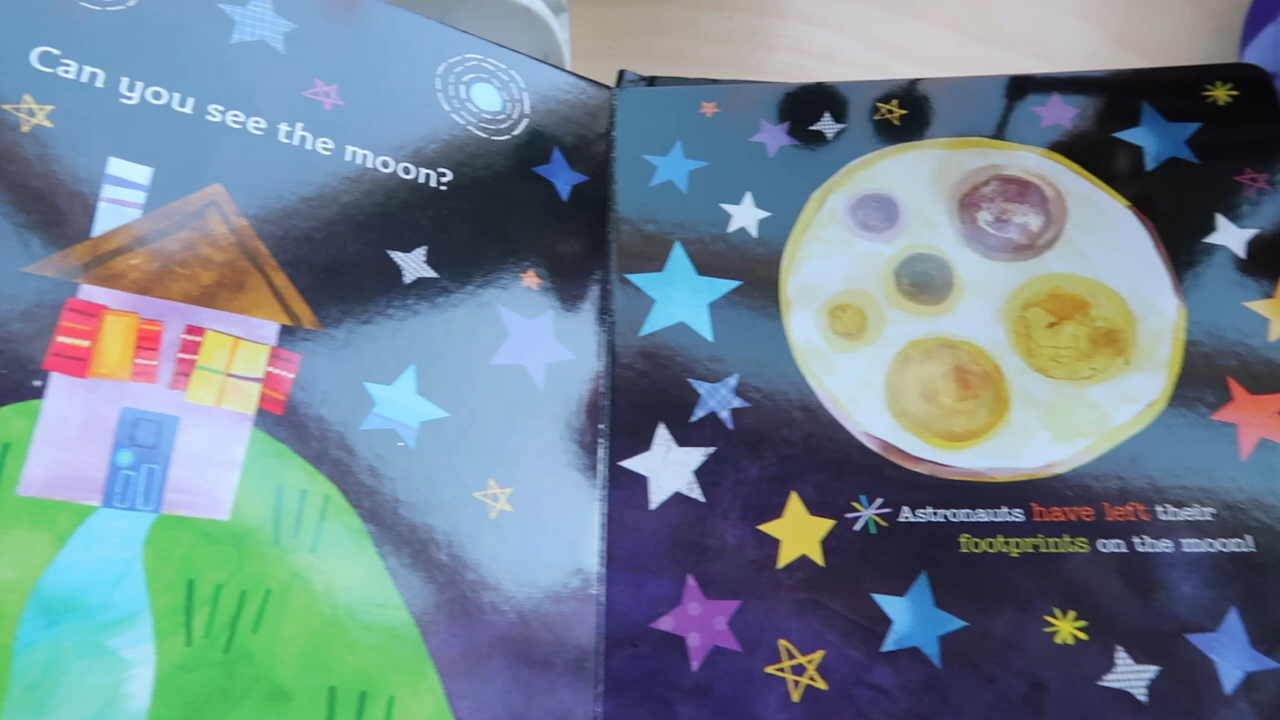 Can you see the moon?
Astronauts have left their
footprints on the moon!